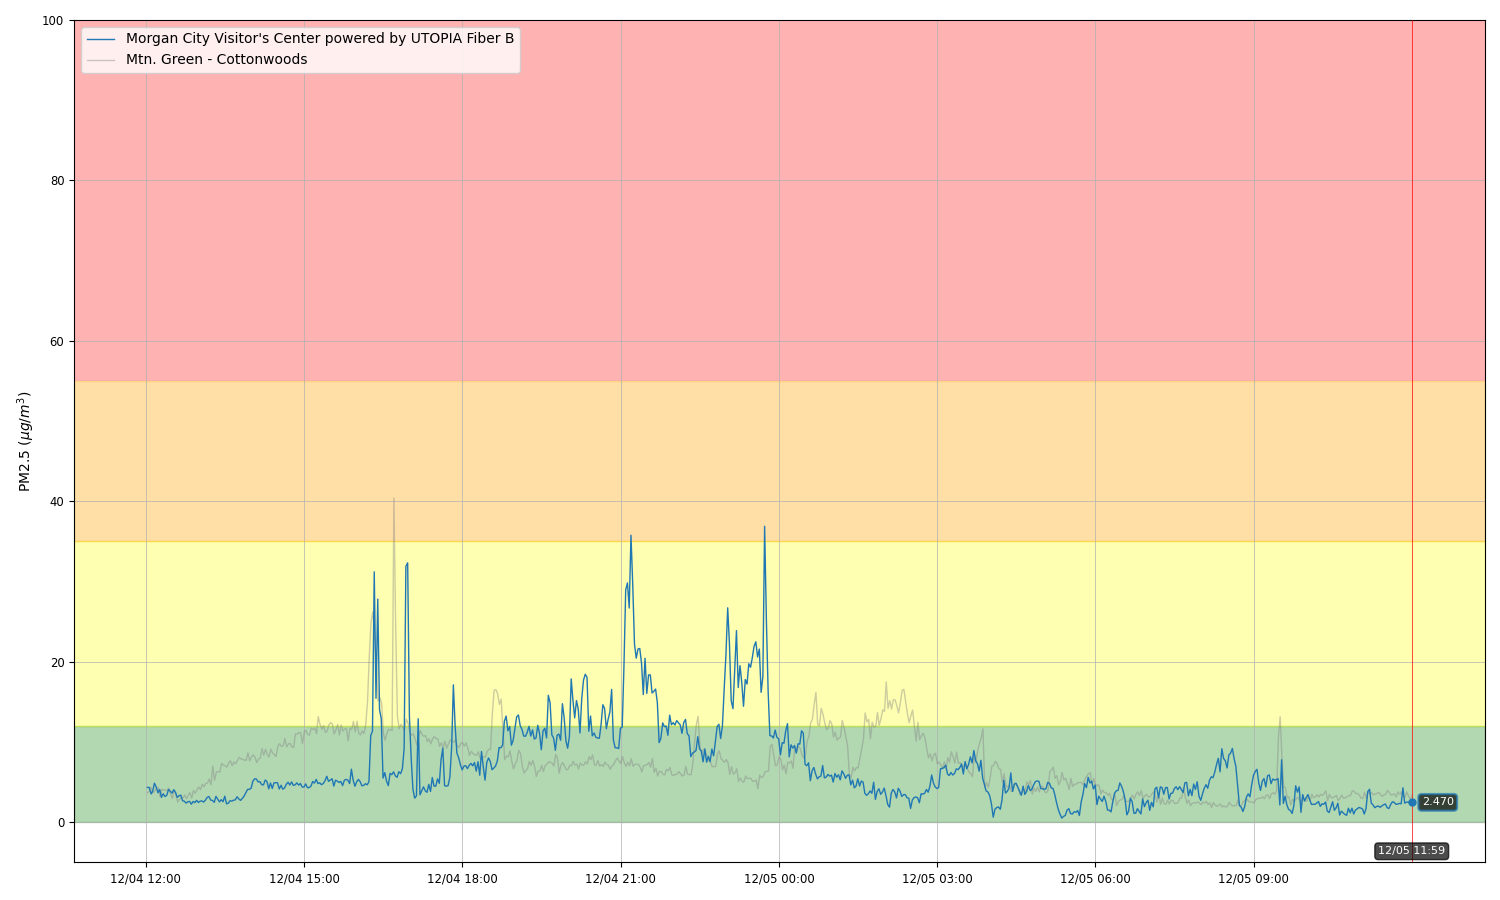 100
Morgan City Visitor's Center powered by UTOPIA Fiber B
Mtn. Green - Cottonwoods
80
60
PM2.5 (μg/m³)
40
20
2.470
0
12/05 11:59
12/04 12:00 12/04 15:00 12/04 18:00 12/04 21:00 12/05 00:00 12/05 03:00 12/05 06:00 12/05 09:00